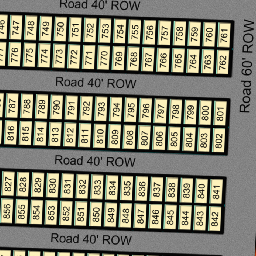 Road 40' ROW
746 747 748 749 750 751 752 753 754 755 756 757 758 759 760 761
777 776 775 774 773 772 771 770 769 768 767 766 765 764 763 762
Road 60' ROW
Road 40' ROW
787 788 789 790 791 792 793 794 795 796 797 798 799 800 801
816 815 814 813 812 811 810 809 808 807 806 805 804 803 802
Road 40' ROW
827 828 829 830 831 832 833 834 835 836 837 838 839 840 841
856 855 854 853 852 851 850 849 848 847 846 845 844 843 842
Road 40' ROW